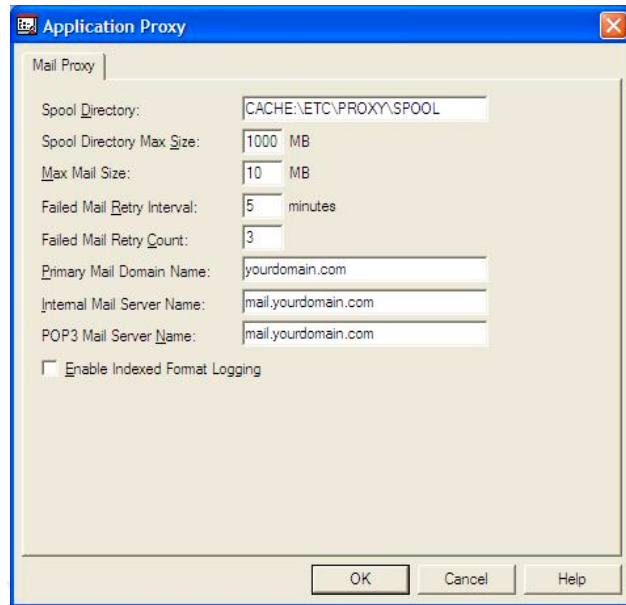 Application Proxy
Mail Proxy
Spool Directory: CACHE:\ETC\PROXY\SPOOL
Spool Directory Max Size: 1000 MB
Max Mail Size: 10 MB
Failed Mail Retry Interval: 5 minutes
Failed Mail Retry Count: 3
Primary Mail Domain Name: yourdomain.com
Internal Mail Server Name: mail.yourdomain.com
POP3 Mail Server Name: mail.yourdomain.com
Enable Indexed Format Logging
OK Cancel Help